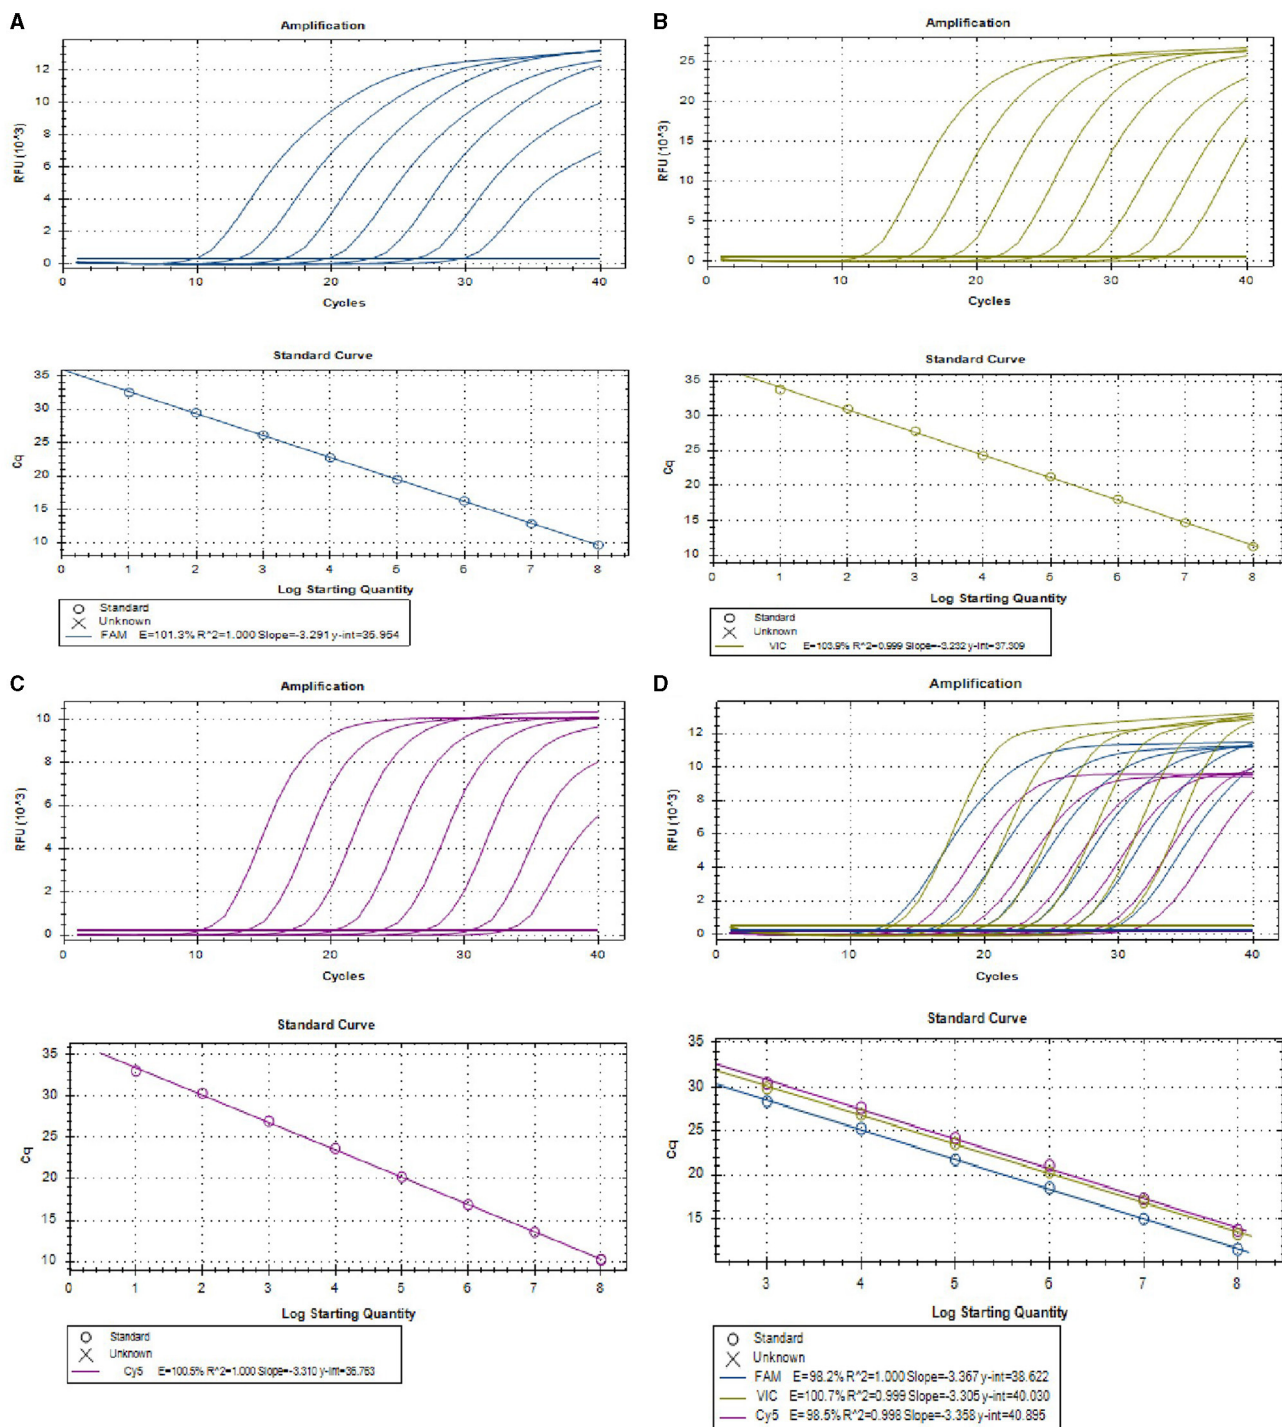 A
Amplification
RFU (10^3)
12
10
8
6
4
2
0
0 10 20 30 40
Cycles
Standard Curve
Cq
35
30
25
20
15
10
0 1 2 3 4 5 6 7 8
Log Starting Quantity
Standard
Unknown
FAM E=101.3% R^2=1.000 Slope=-3.291 y-int=35.954
B
Amplification
RFU (10^3)
25
20
15
10
5
0
0 10 20 30 40
Cycles
Standard Curve
Cq
35
30
25
20
15
10
0 1 2 3 4 5 6 7 8
Log Starting Quantity
Standard
Unknown
VIC E=103.9% R^2=0.999 Slope=-3.232 y-int=37.309
C
Amplification
RFU (10^3)
10
8
6
4
2
0
0 10 20 30 40
Cycles
Standard Curve
Cq
35
30
25
20
15
10
0 1 2 3 4 5 6 7 8
Log Starting Quantity
Standard
Unknown
Cy5 E=100.5% R^2=1.000 Slope=-3.310 y-int=36.763
D
Amplification
RFU (10^3)
12
10
8
6
4
2
0
0 10 20 30 40
Cycles
Standard Curve
Cq
35
30
25
20
15
3 4 5 6 7 8
Log Starting Quantity
Standard
Unknown
FAM E=98.2% R^2=1.000 Slope=-3.367 y-int=38.622
VIC E=100.7% R^2=0.999 Slope=-3.305 y-int=40.030
Cy5 E=98.5% R^2=0.998 Slope=-3.358 y-int=40.895